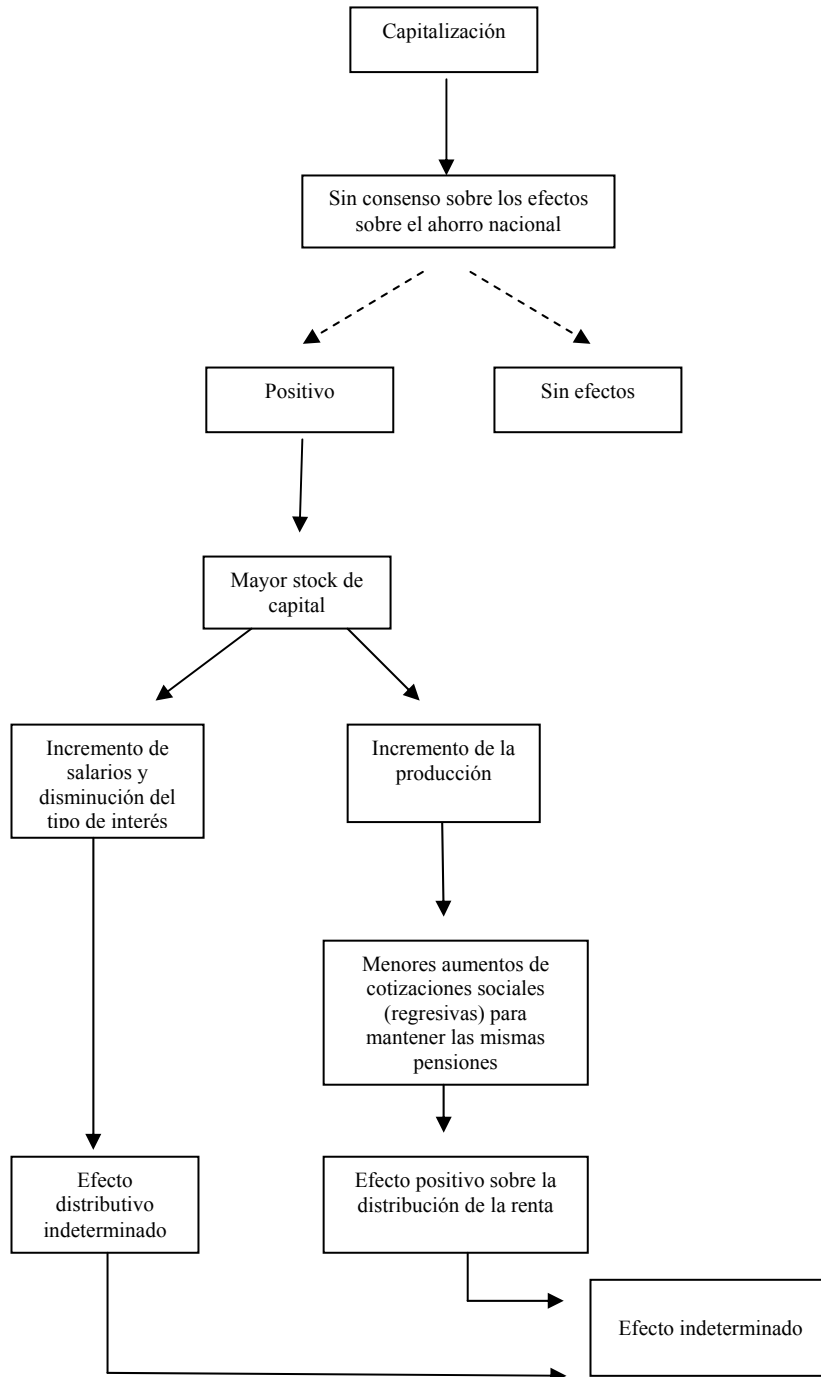 Capitalización
Sin consenso sobre los efectos
sobre el ahorro nacional
Positivo
Sin efectos
Mayor stock de
capital
Incremento de
salarios y
disminución del
tipo de interés
Incremento de la
producción
Menores aumentos de
cotizaciones sociales
(regresivas) para
mantener las mismas
pensiones
Efecto
distributivo
indeterminado
Efecto positivo sobre la
distribución de la renta
Efecto indeterminado